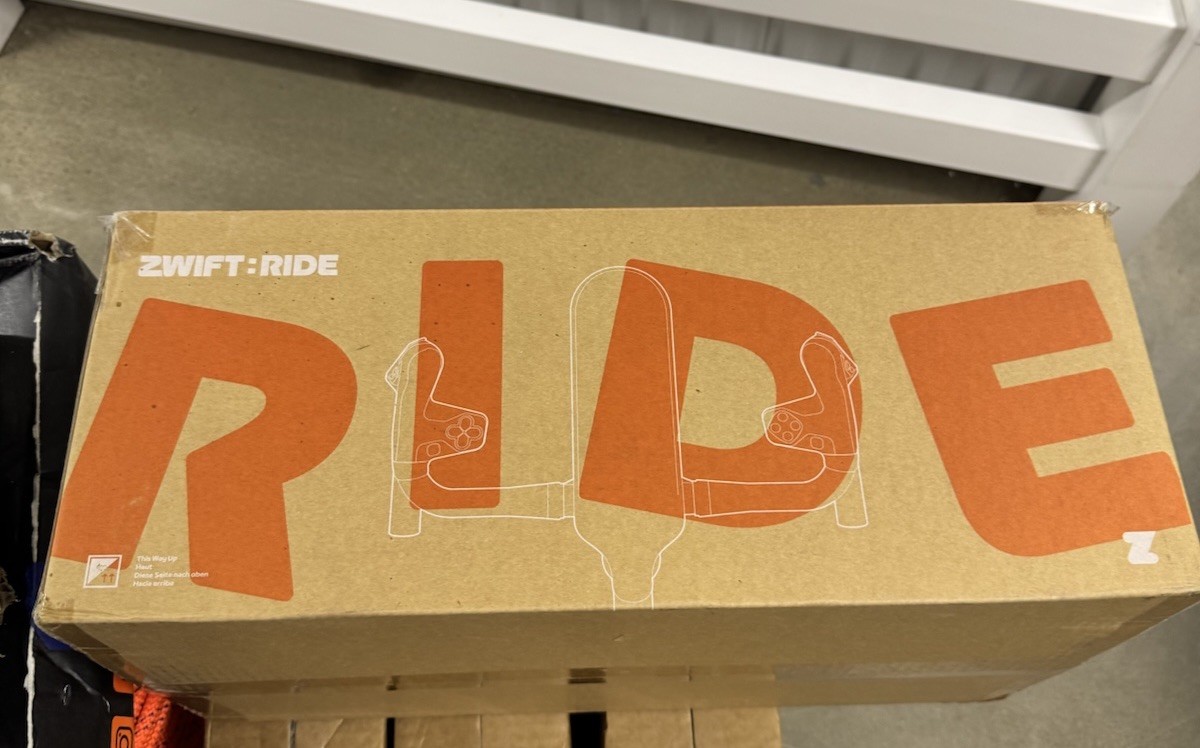 ZWIFT:RIDE
RIDE
This Way Up
Haut
Diese Seite nach oben
Hacia arriba
Z